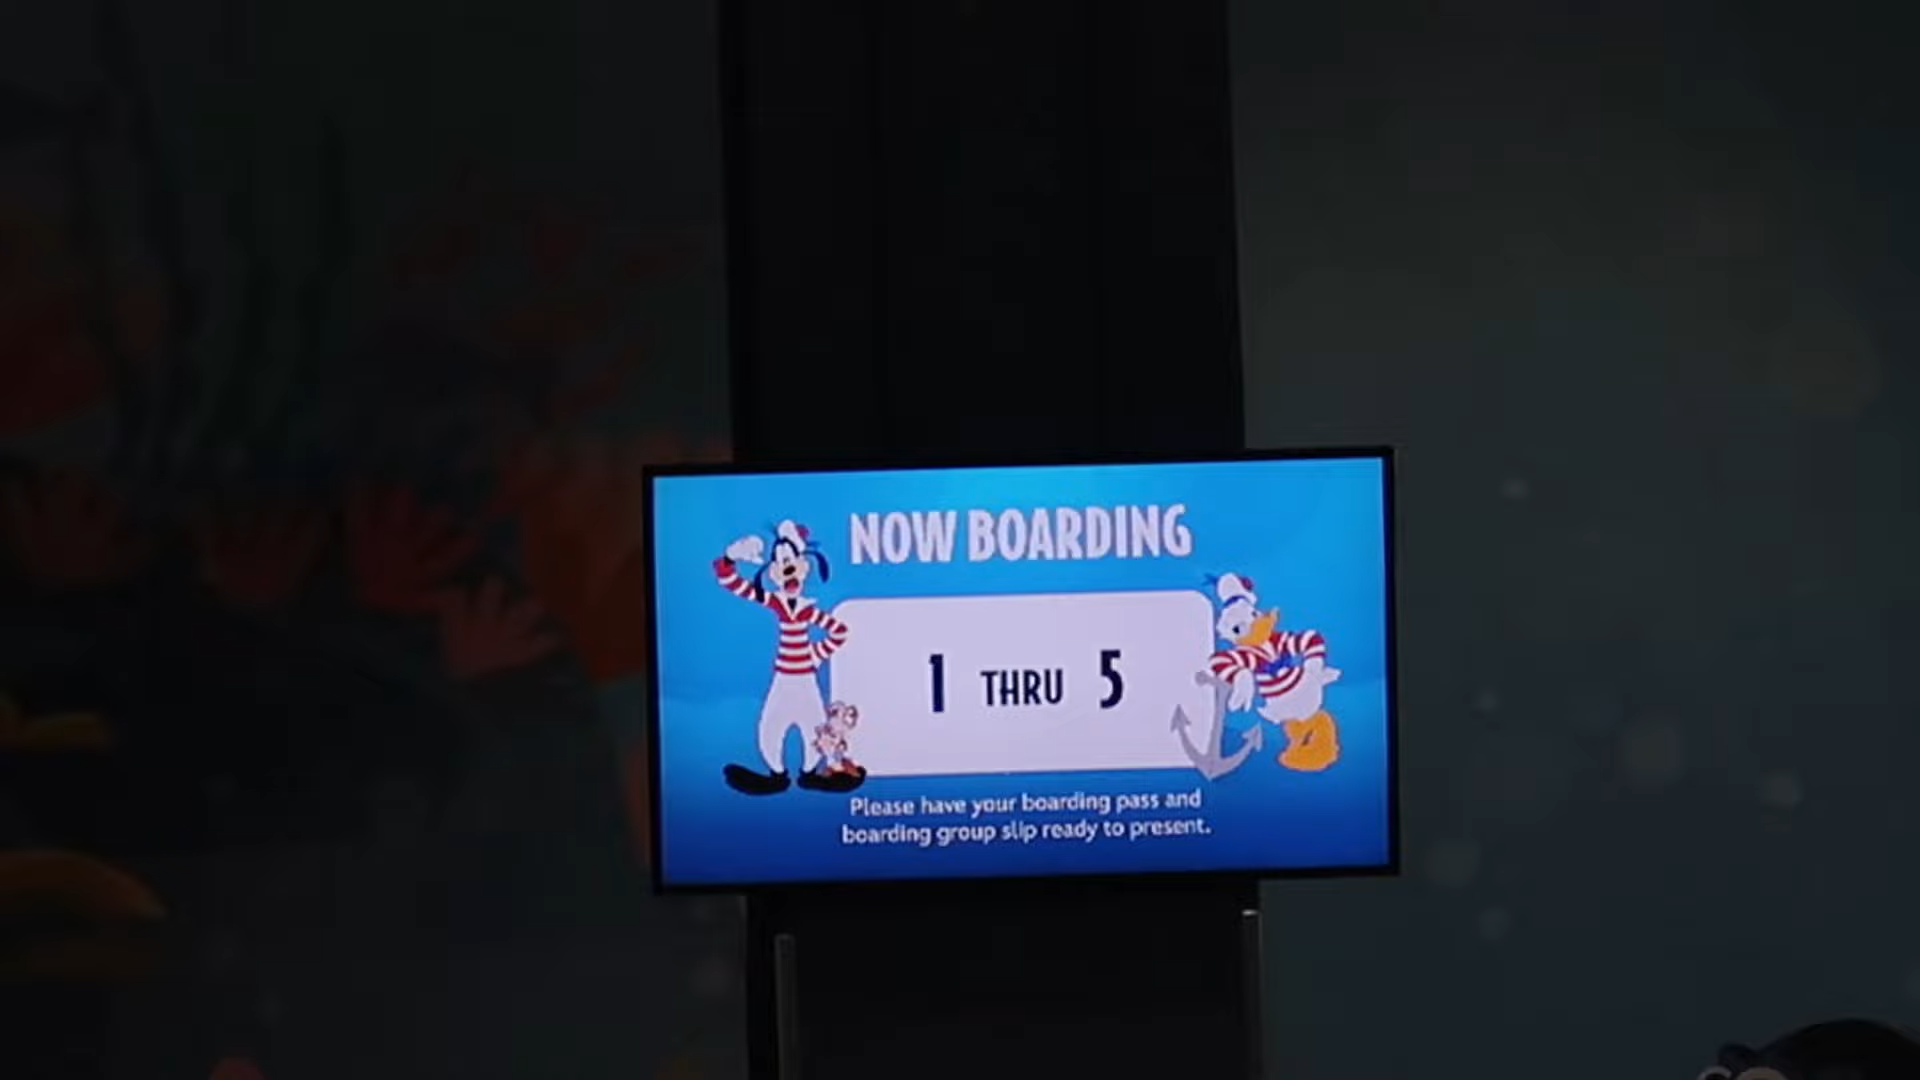 NOW BOARDING
1 THRU 5
Please have your boarding pass and
boarding group slip ready to present.